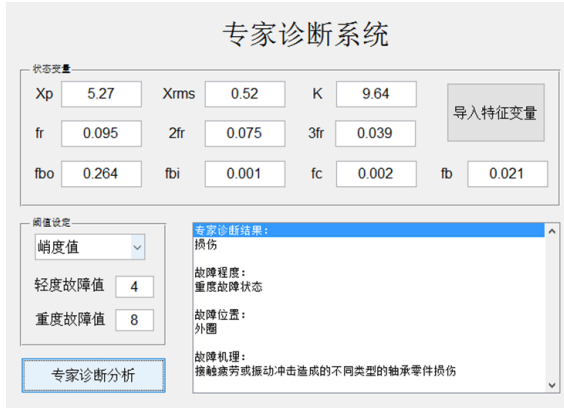 专家诊断系统
状态变量
Xp 5.27 Xrms 0.52 K 9.64
导入特征变量
fr 0.095 2fr 0.075 3fr 0.039
fbo 0.264 fbi 0.001 fc 0.002 fb 0.021
阈值设定
峭度值
轻度故障值 4
重度故障值 8
专家诊断分析
专家诊断结果:
损伤
故障程度:
重度故障状态
故障位置:
外圈
故障机理:
接触疲劳或振动冲击造成的不同类型的轴承零件损伤